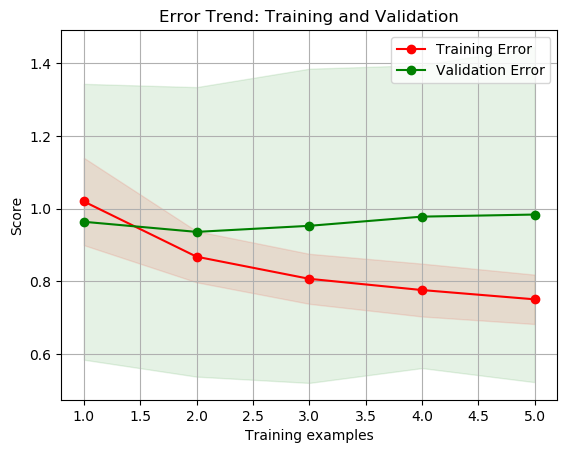 Error Trend: Training and Validation
Training Error
Validation Error
Score
1.4
1.2
1.0
0.8
0.6
1.0 1.5 2.0 2.5 3.0 3.5 4.0 4.5 5.0
Training examples